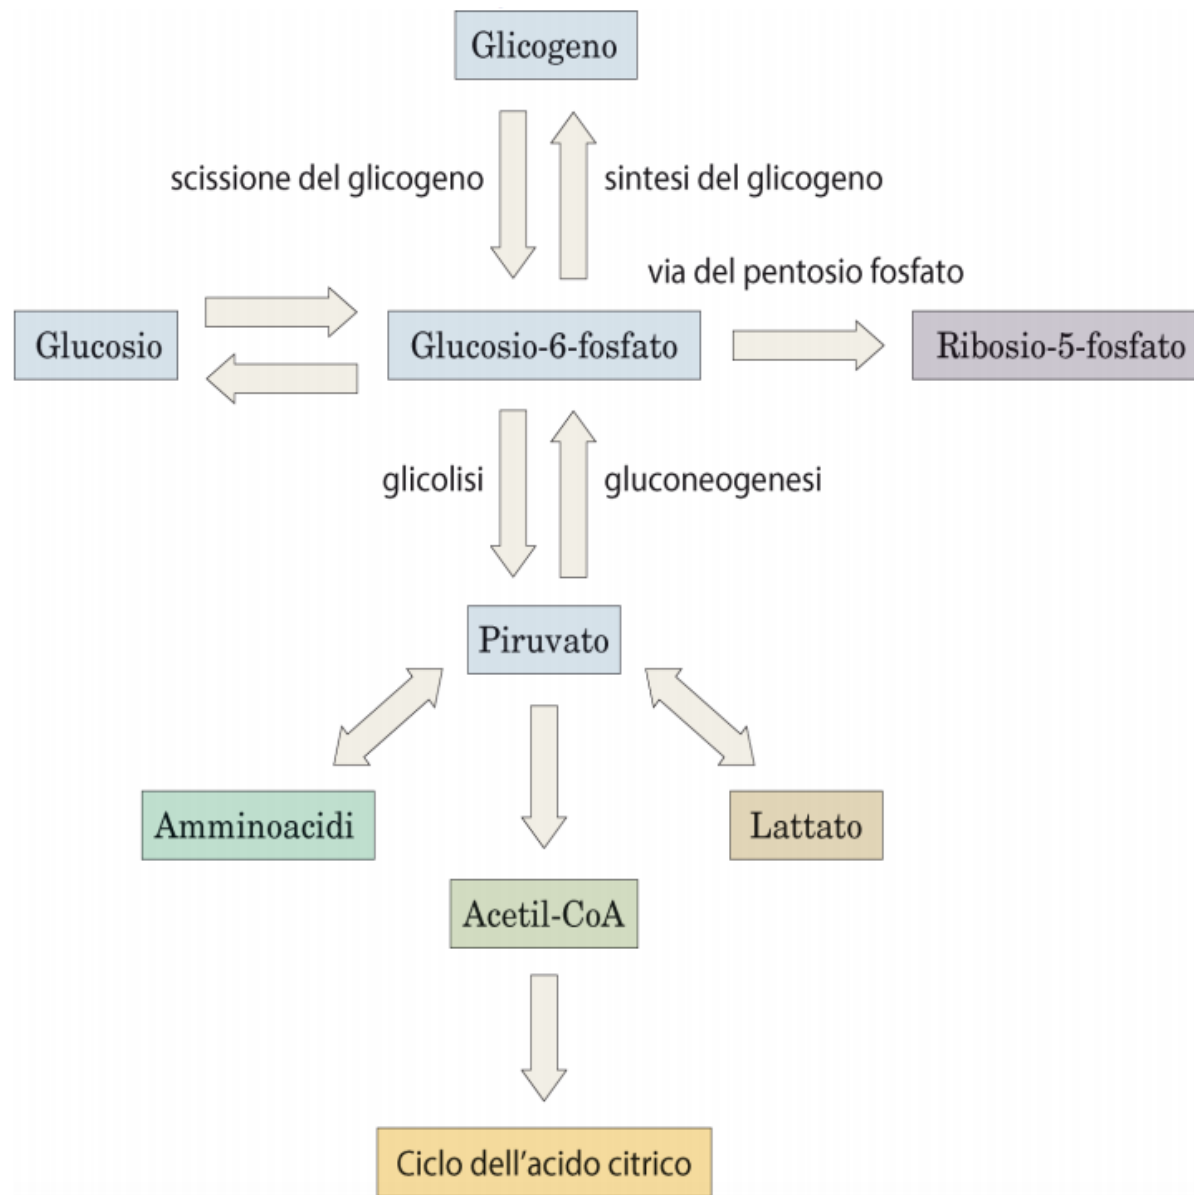 Glicogeno
scissione del glicogeno
sintesi del glicogeno
via del pentosio fosfato
Glucosio
Glucosio-6-fosfato
Ribosio-5-fosfato
glicolisi
gluconeogenesi
Piruvato
Amminoacidi
Lattato
Acetil-CoA
Ciclo dell'acido citrico